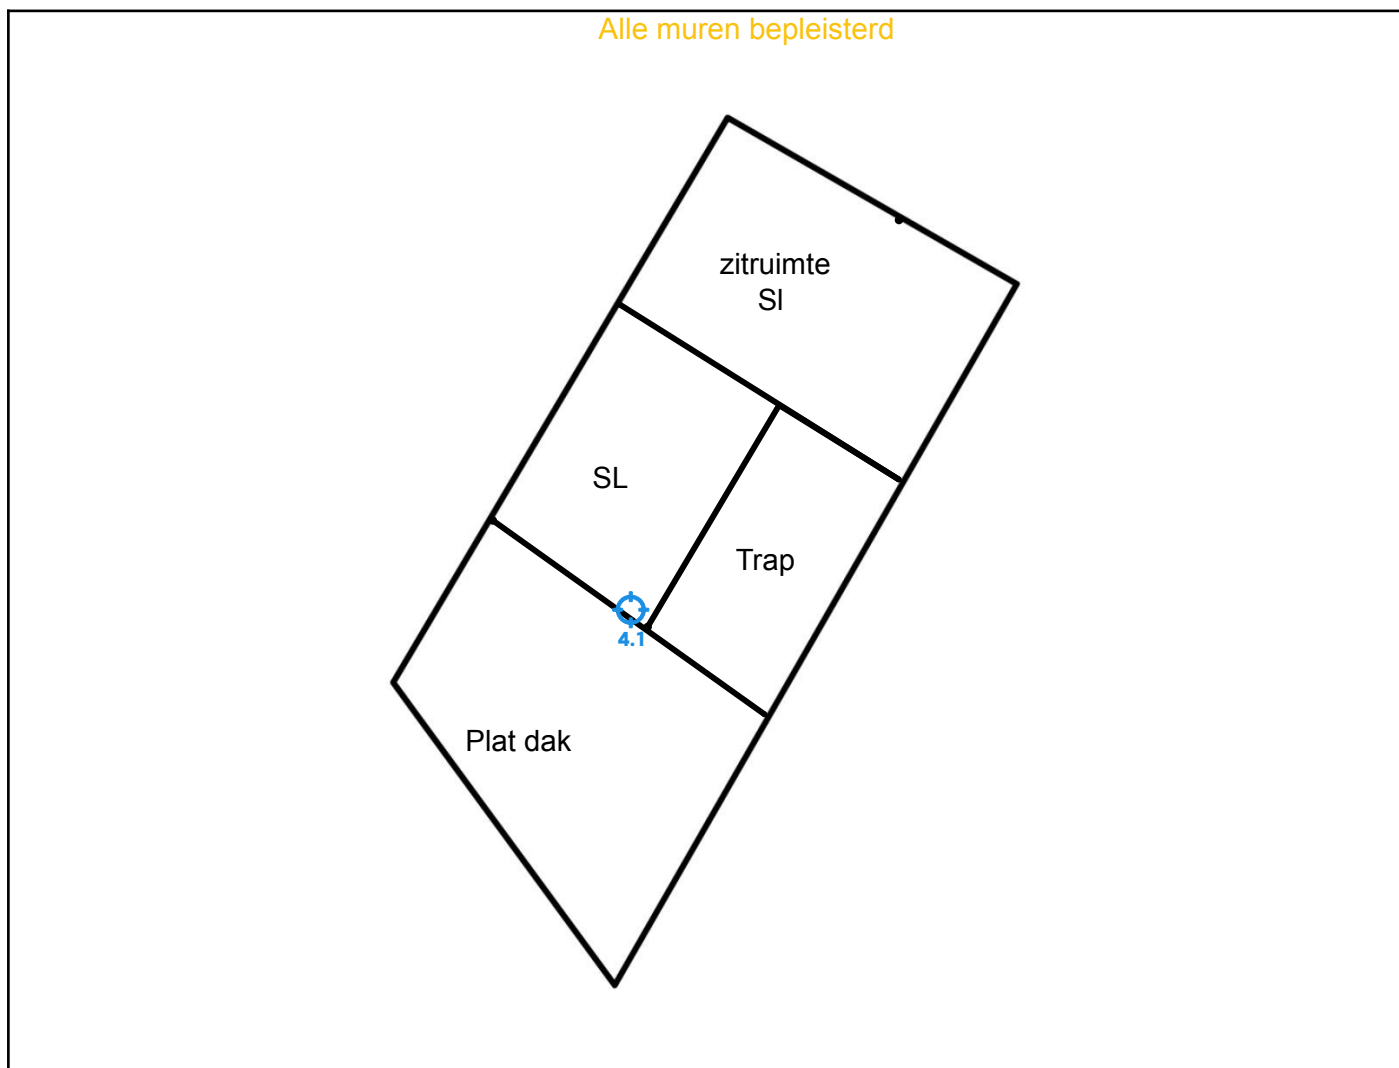 Alle muren bepleisterd
zitruimte
Sl
SL
Trap
4.1
Plat dak